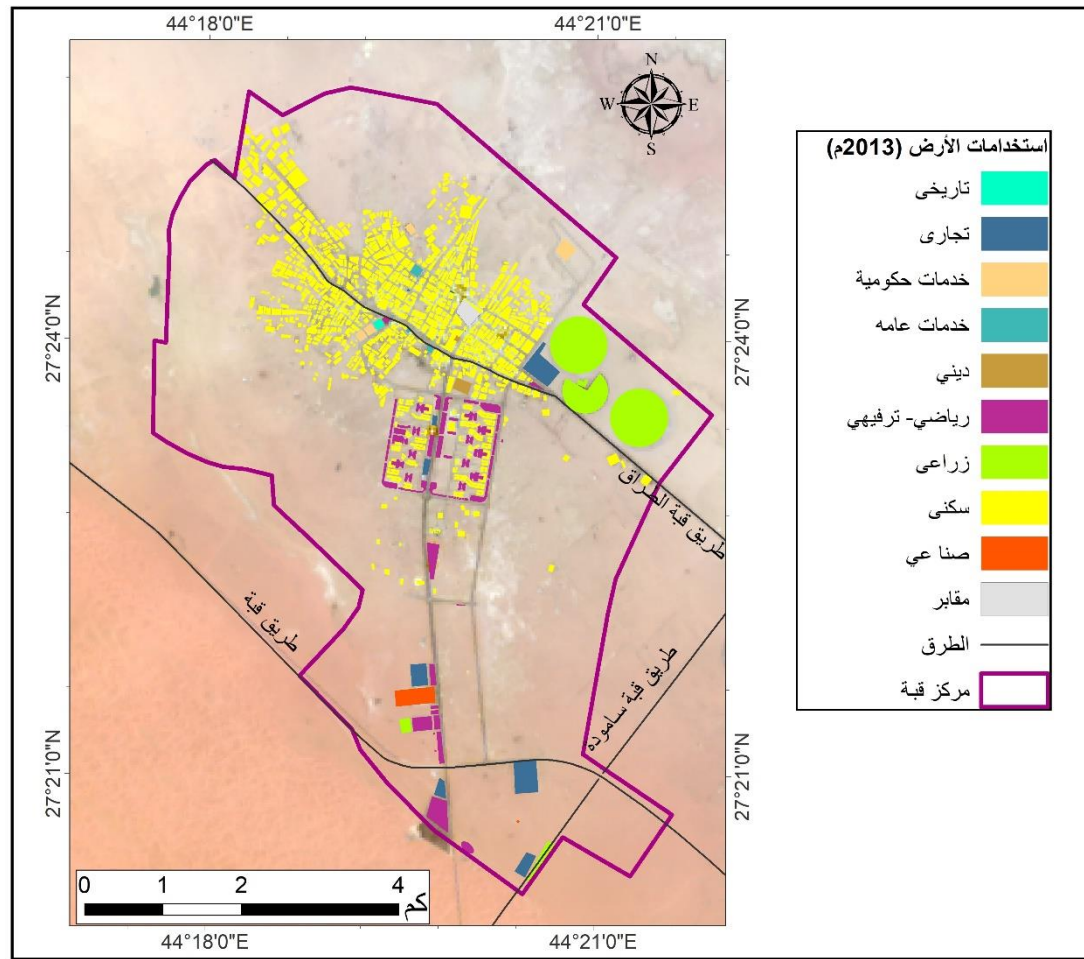 44°18'0"E
44°21'0"E
N
W
E
S
27°24'0"N
27°24'0"N
طريق قبة الطراق
طريق قبة
طريق قبة ساموده
27°21'0"N
27°21'0"N
0 1 2 4
كم
44°18'0"E
44°21'0"E
استخدامات الأرض (2013م)
تاريخى
تجارى
خدمات حكومية
خدمات عامه
ديني
رياضي- ترفيهي
زراعى
سكنى
صناعي
مقابر
الطرق
مركز قبة